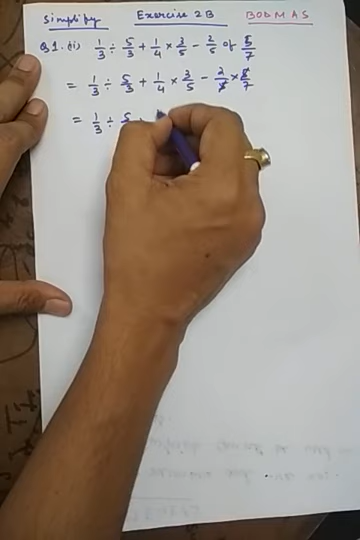 Simplify Exercise 2B BODMAS
Q1.(i) 1/3 ÷ 5/3 + 1/4 × 3/5 - 2/5 of 5/7
= 1/3 ÷ 5/3 + 1/4 × 3/5 - 2/5 × 5/7
= 1/3 ÷ 5